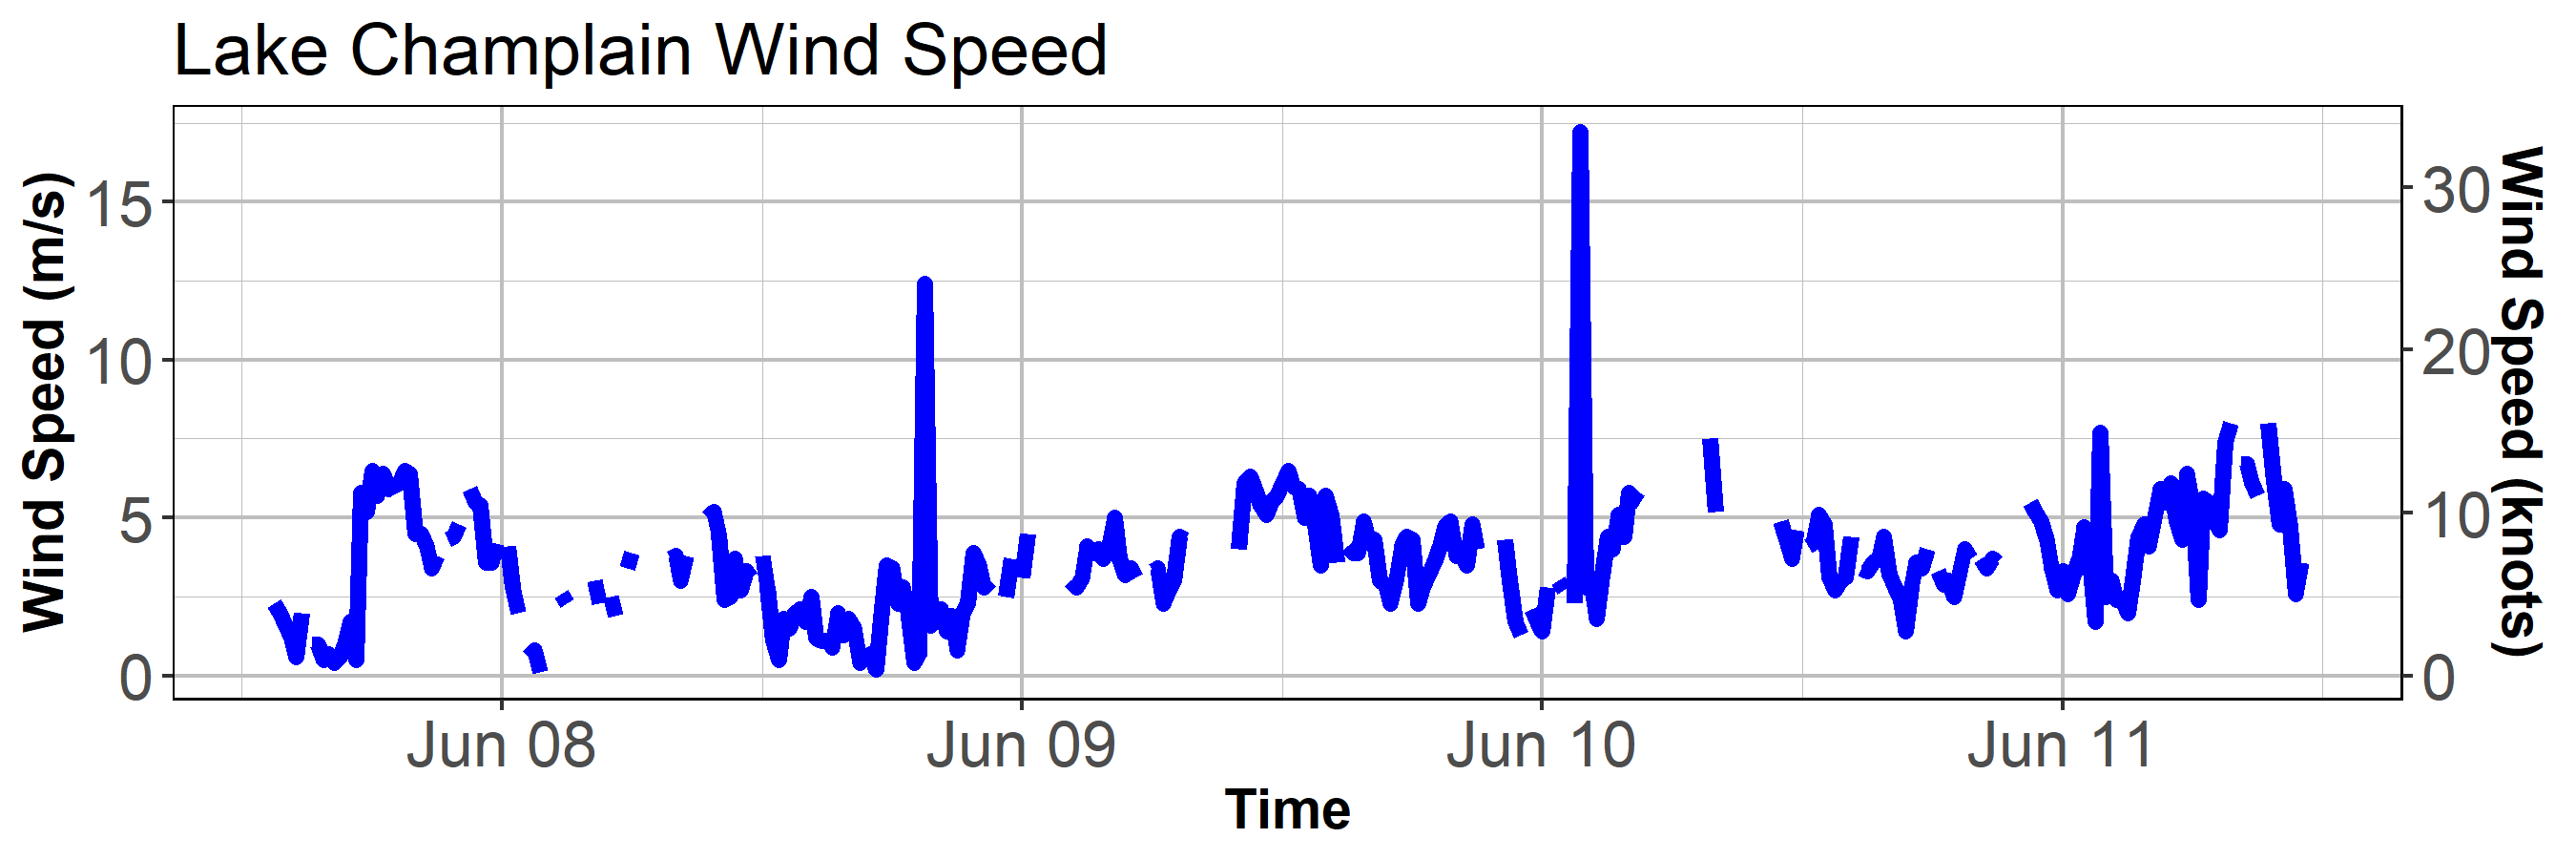 Lake Champlain Wind Speed
Wind Speed (m/s)
15
10
5
0
30
20
10
0
Wind Speed (knots)
Jun 08 Jun 09 Jun 10 Jun 11
Time